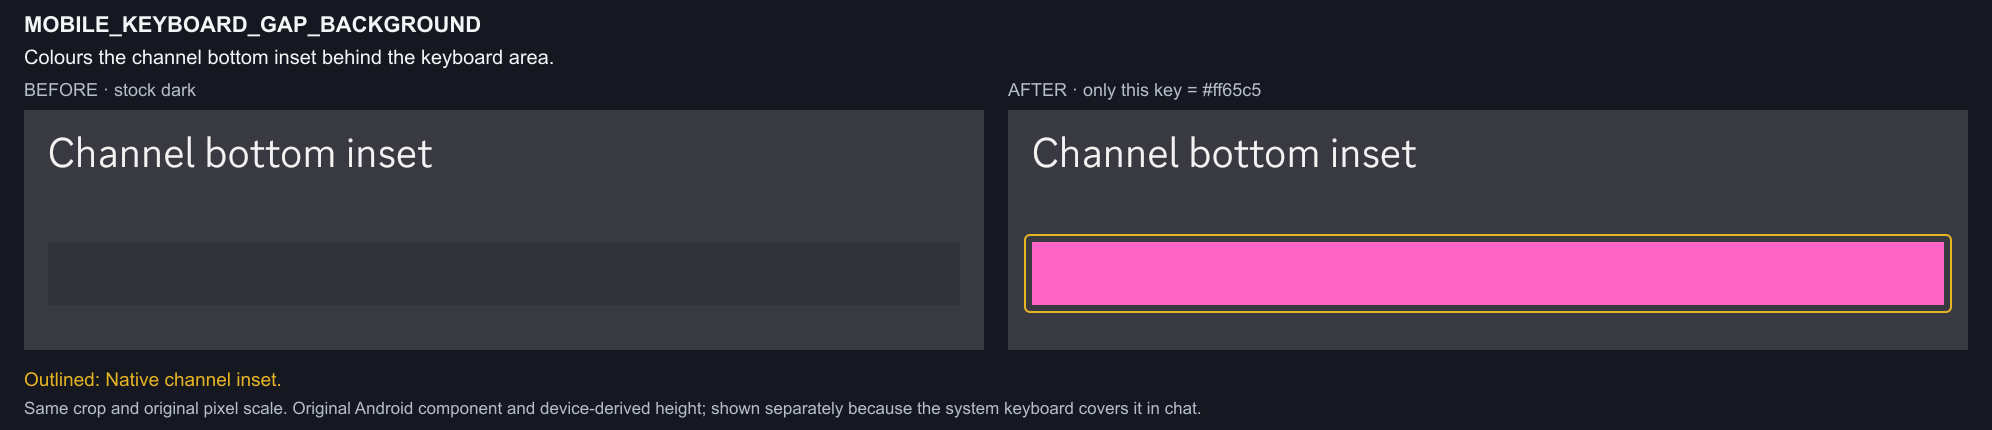 MOBILE_KEYBOARD_GAP_BACKGROUND
Colours the channel bottom inset behind the keyboard area.
BEFORE · stock dark
AFTER · only this key = #ff65c5
Channel bottom inset
Channel bottom inset
Outlined: Native channel inset.
Same crop and original pixel scale. Original Android component and device-derived height; shown separately because the system keyboard covers it in chat.